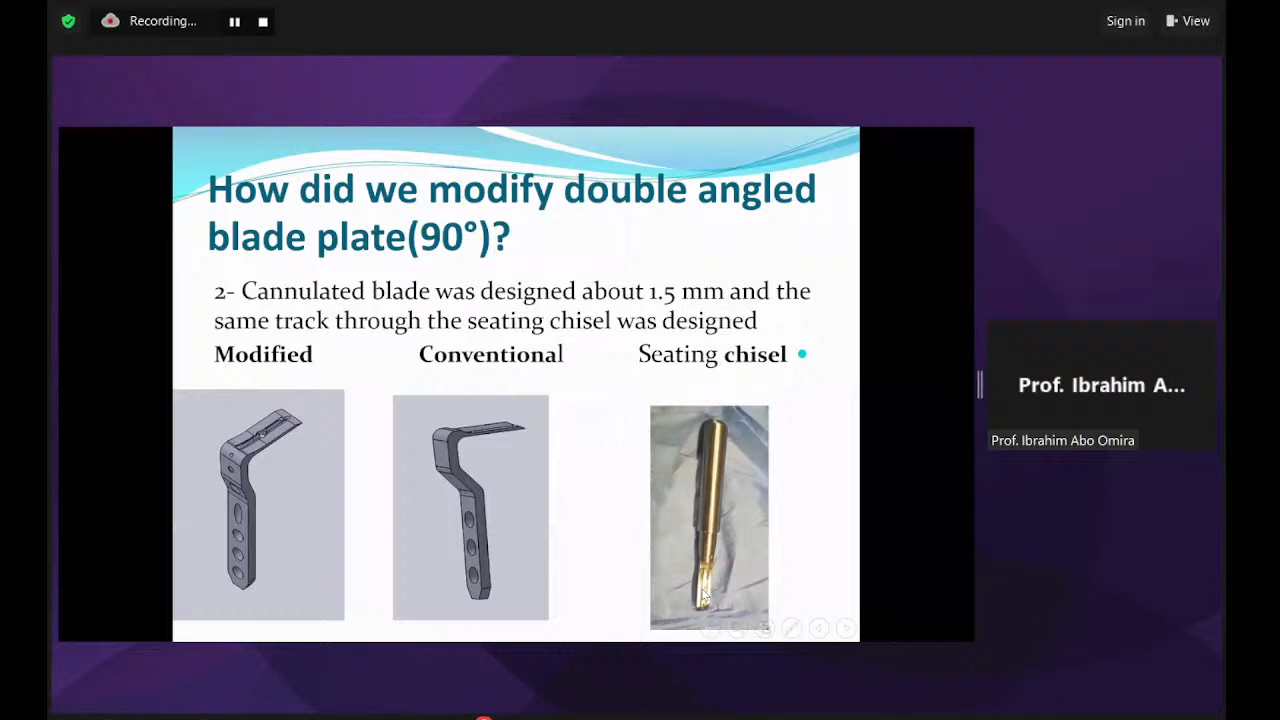 Recording...
Sign in
View
How did we modify double angled
blade plate(90°)?
2- Cannulated blade was designed about 1.5 mm and the
same track through the seating chisel was designed
Modified
Conventional
Seating chisel •
Prof. Ibrahim A...
Prof. Ibrahim Abo Omira